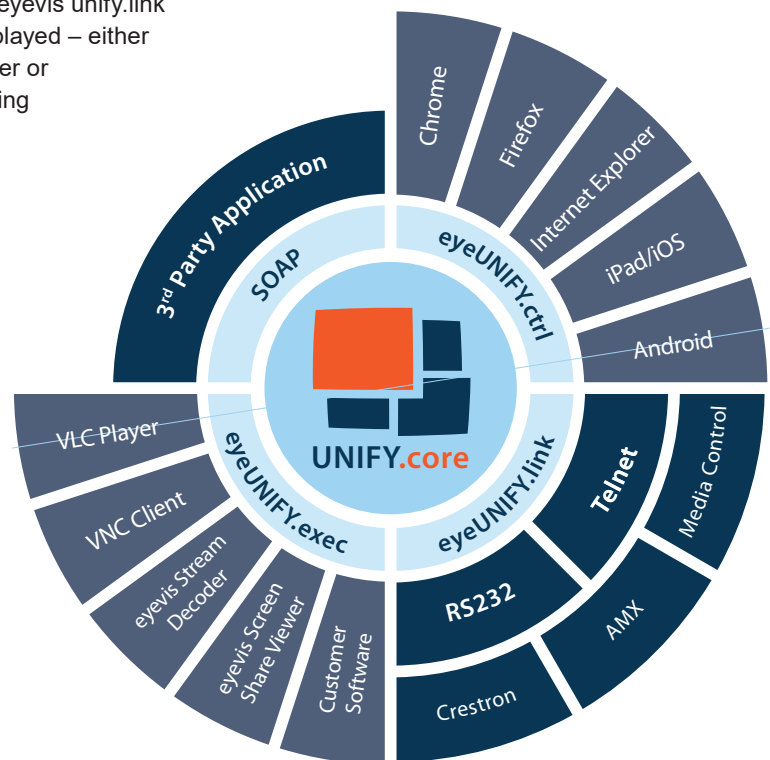 eyevis unify.link
played – either
er or
ing
Chrome
Firefox
Internet Explorer
iPad/iOS
Android
3rd Party Application
SOAP
eyeUNIFY.ctrl
UNIFY.core
eyeUNIFY.exec
eyeUNIFY.link
VLC Player
VNC Client
eyevis Stream
Decoder
eyevis Screen
Share Viewer
Customer
Software
Telnet
RS232
Media Control
AMX
Crestron